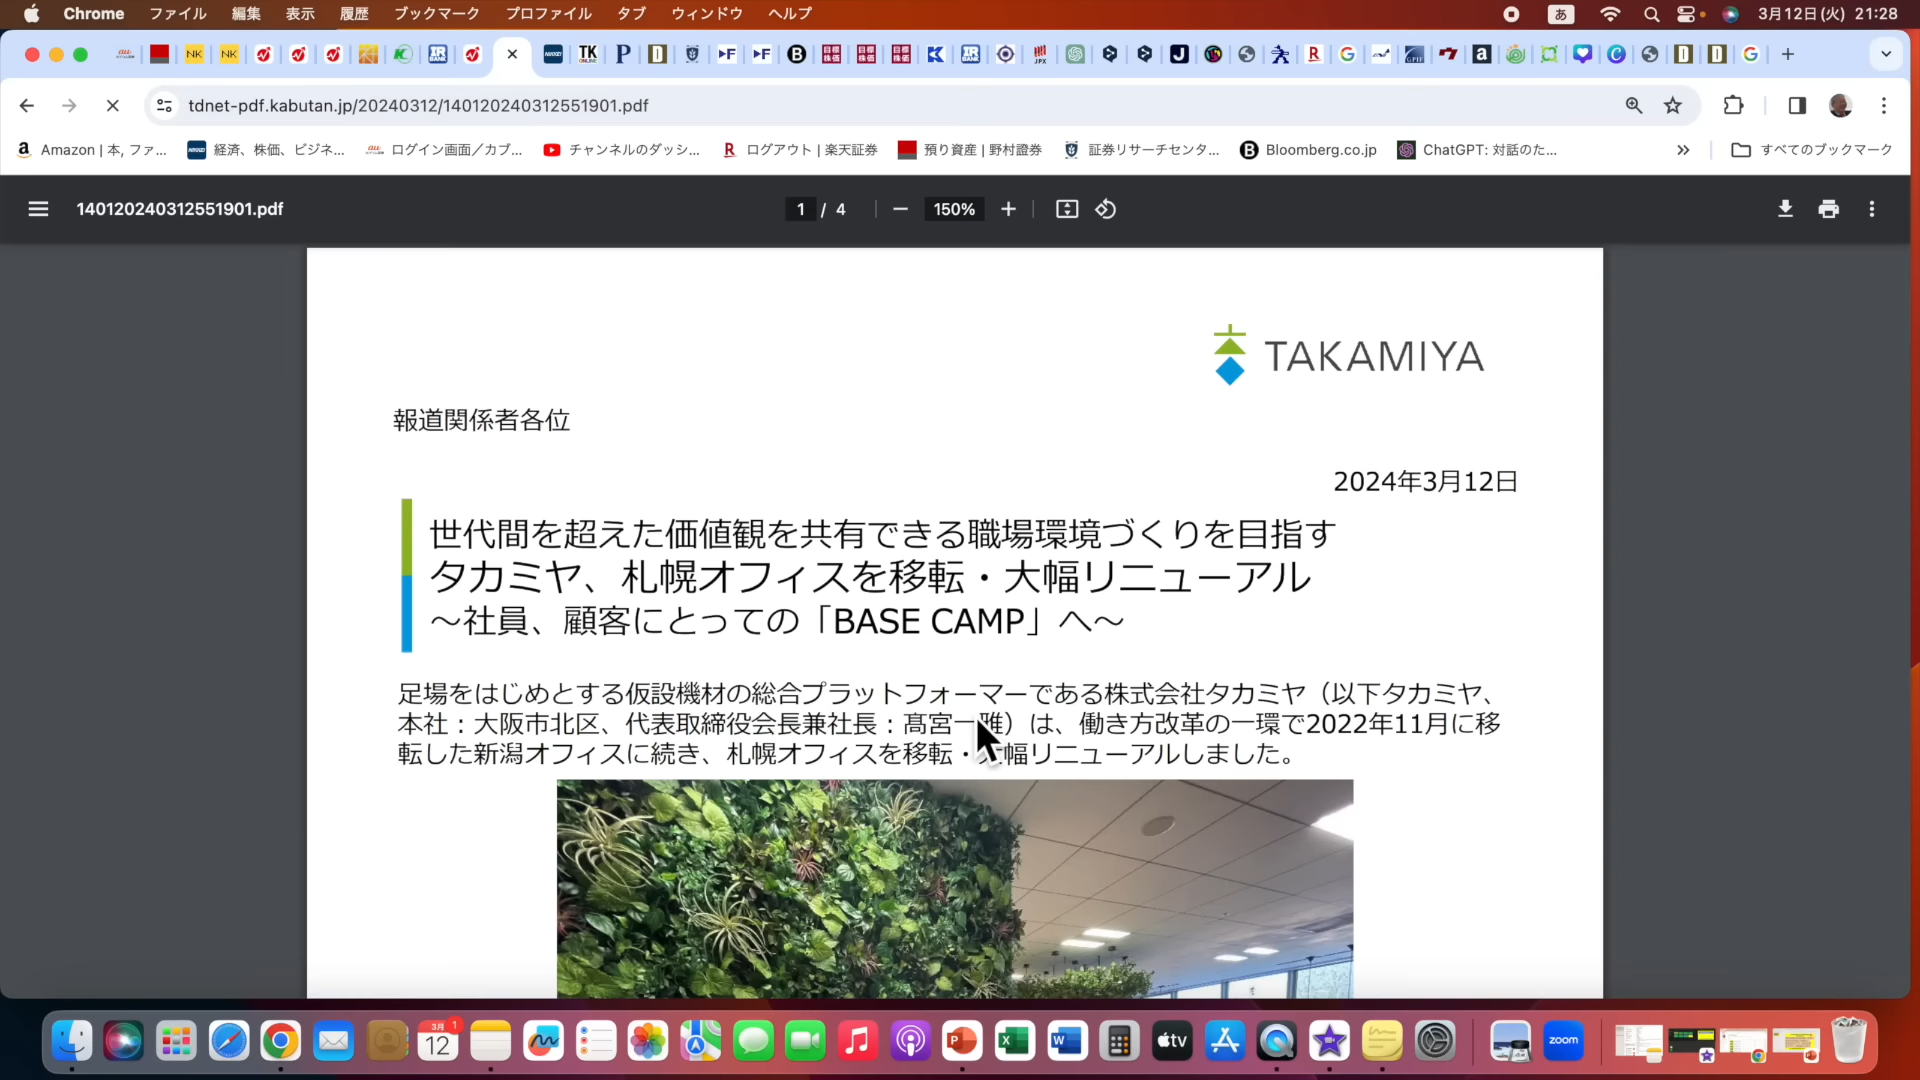 Chrome ファイル 編集 表示 履歴 ブックマーク プロファイル タブ ウィンドウ ヘルプ あ 3月12日(火) 21:28
tdnet-pdf.kabutan.jp/20240312/140120240312551901.pdf
Amazon | 本, ファ... 経済、株価、ビジネ... ログイン画面／カブ... チャンネルのダッシ... ログアウト | 楽天証券 預り資産 | 野村證券 証券リサーチセンタ... Bloomberg.co.jp ChatGPT: 対話のた... すべてのブックマーク
140120240312551901.pdf 1 / 4 150%
TAKAMIYA
報道関係者各位
2024年3月12日
世代間を超えた価値観を共有できる職場環境づくりを目指す
タカミヤ、札幌オフィスを移転・大幅リニューアル
～社員、顧客にとっての「BASE CAMP」へ～
足場をはじめとする仮設機材の総合プラットフォーマーである株式会社タカミヤ（以下タカミヤ、
本社：大阪市北区、代表取締役会長兼社長：髙宮一雅）は、働き方改革の一環で2022年11月に移
転した新潟オフィスに続き、札幌オフィスを移転・大幅リニューアルしました。
3月 1
12
tv
zoom